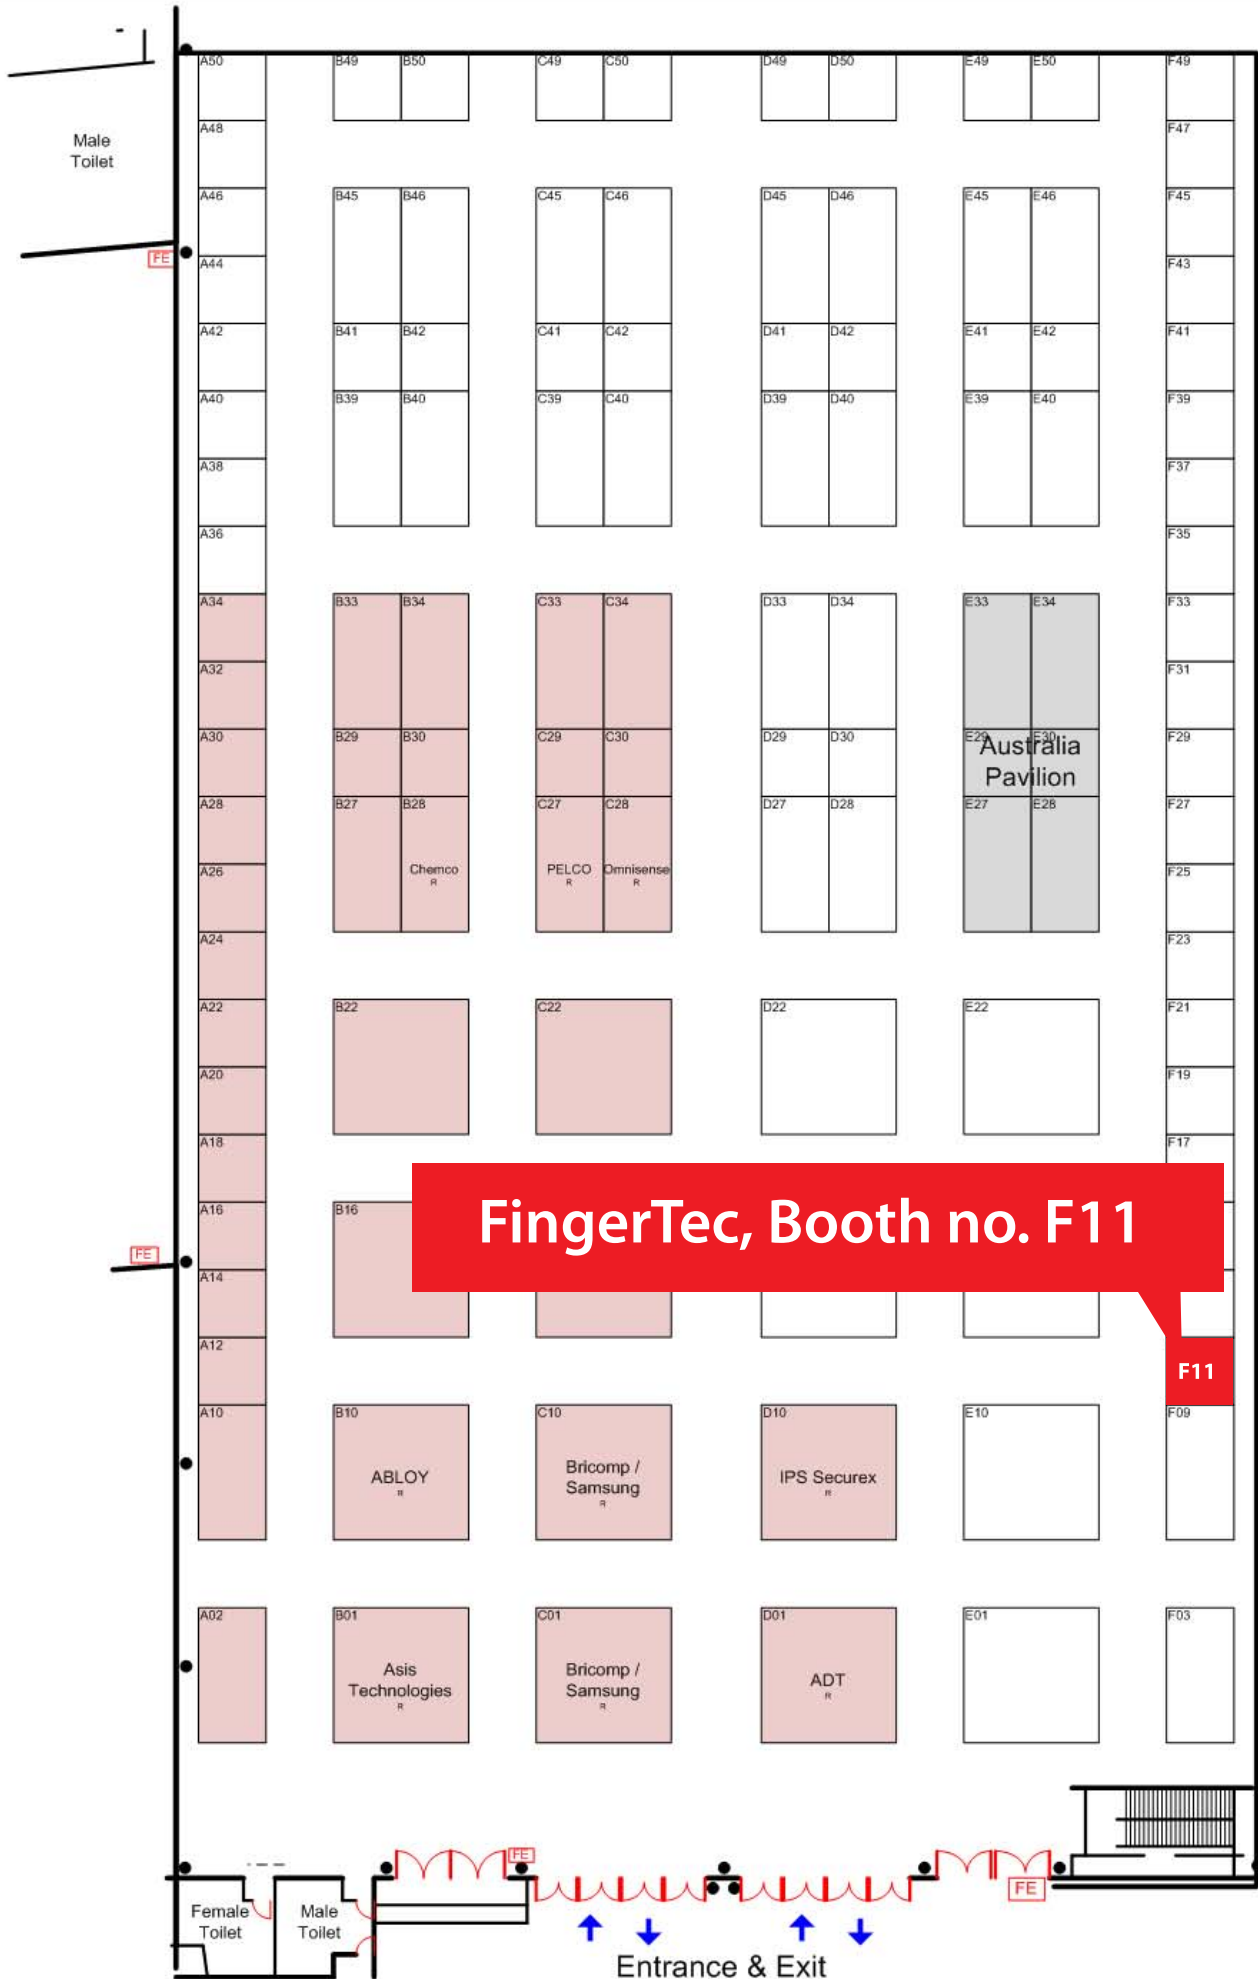 A50 B49 B50 C49 C50 D49 D50 E49 E50 F49
A48 F47
Male
Toilet
A46 B45 B46 C45 C46 D45 D46 E45 E46 F45
FE
A44 F43
A42 B41 B42 C41 C42 D41 D42 E41 E42 F41
A40 B39 B40 C39 C40 D39 D40 E39 E40 F39
A38 F37
A36 F35
A34 B33 B34 C33 C34 D33 D34 E33 E34 F33
A32 F31
A30 B29 B30 C29 C30 D29 D30 E29 E30 F29
Australia
Pavilion
A28 B27 B28 C27 C28 D27 D28 E27 E28 F27
A26 Chemco PELCO Omnisense F25
R R R
A24 F23
A22 B22 C22 D22 E22 F21
A20 F19
A18 F17
A16 B16
FingerTec, Booth no. F11
FE
A14
A12
F11
A10 B10 C10 D10 E10 F09
ABLOY
R
Bricomp /
Samsung
R
IPS Securex
R
A02 B01 C01 D01 E01 F03
Asis
Technologies
R
Bricomp /
Samsung
R
ADT
R
FE
FE
Female
Toilet
Male
Toilet
Entrance & Exit